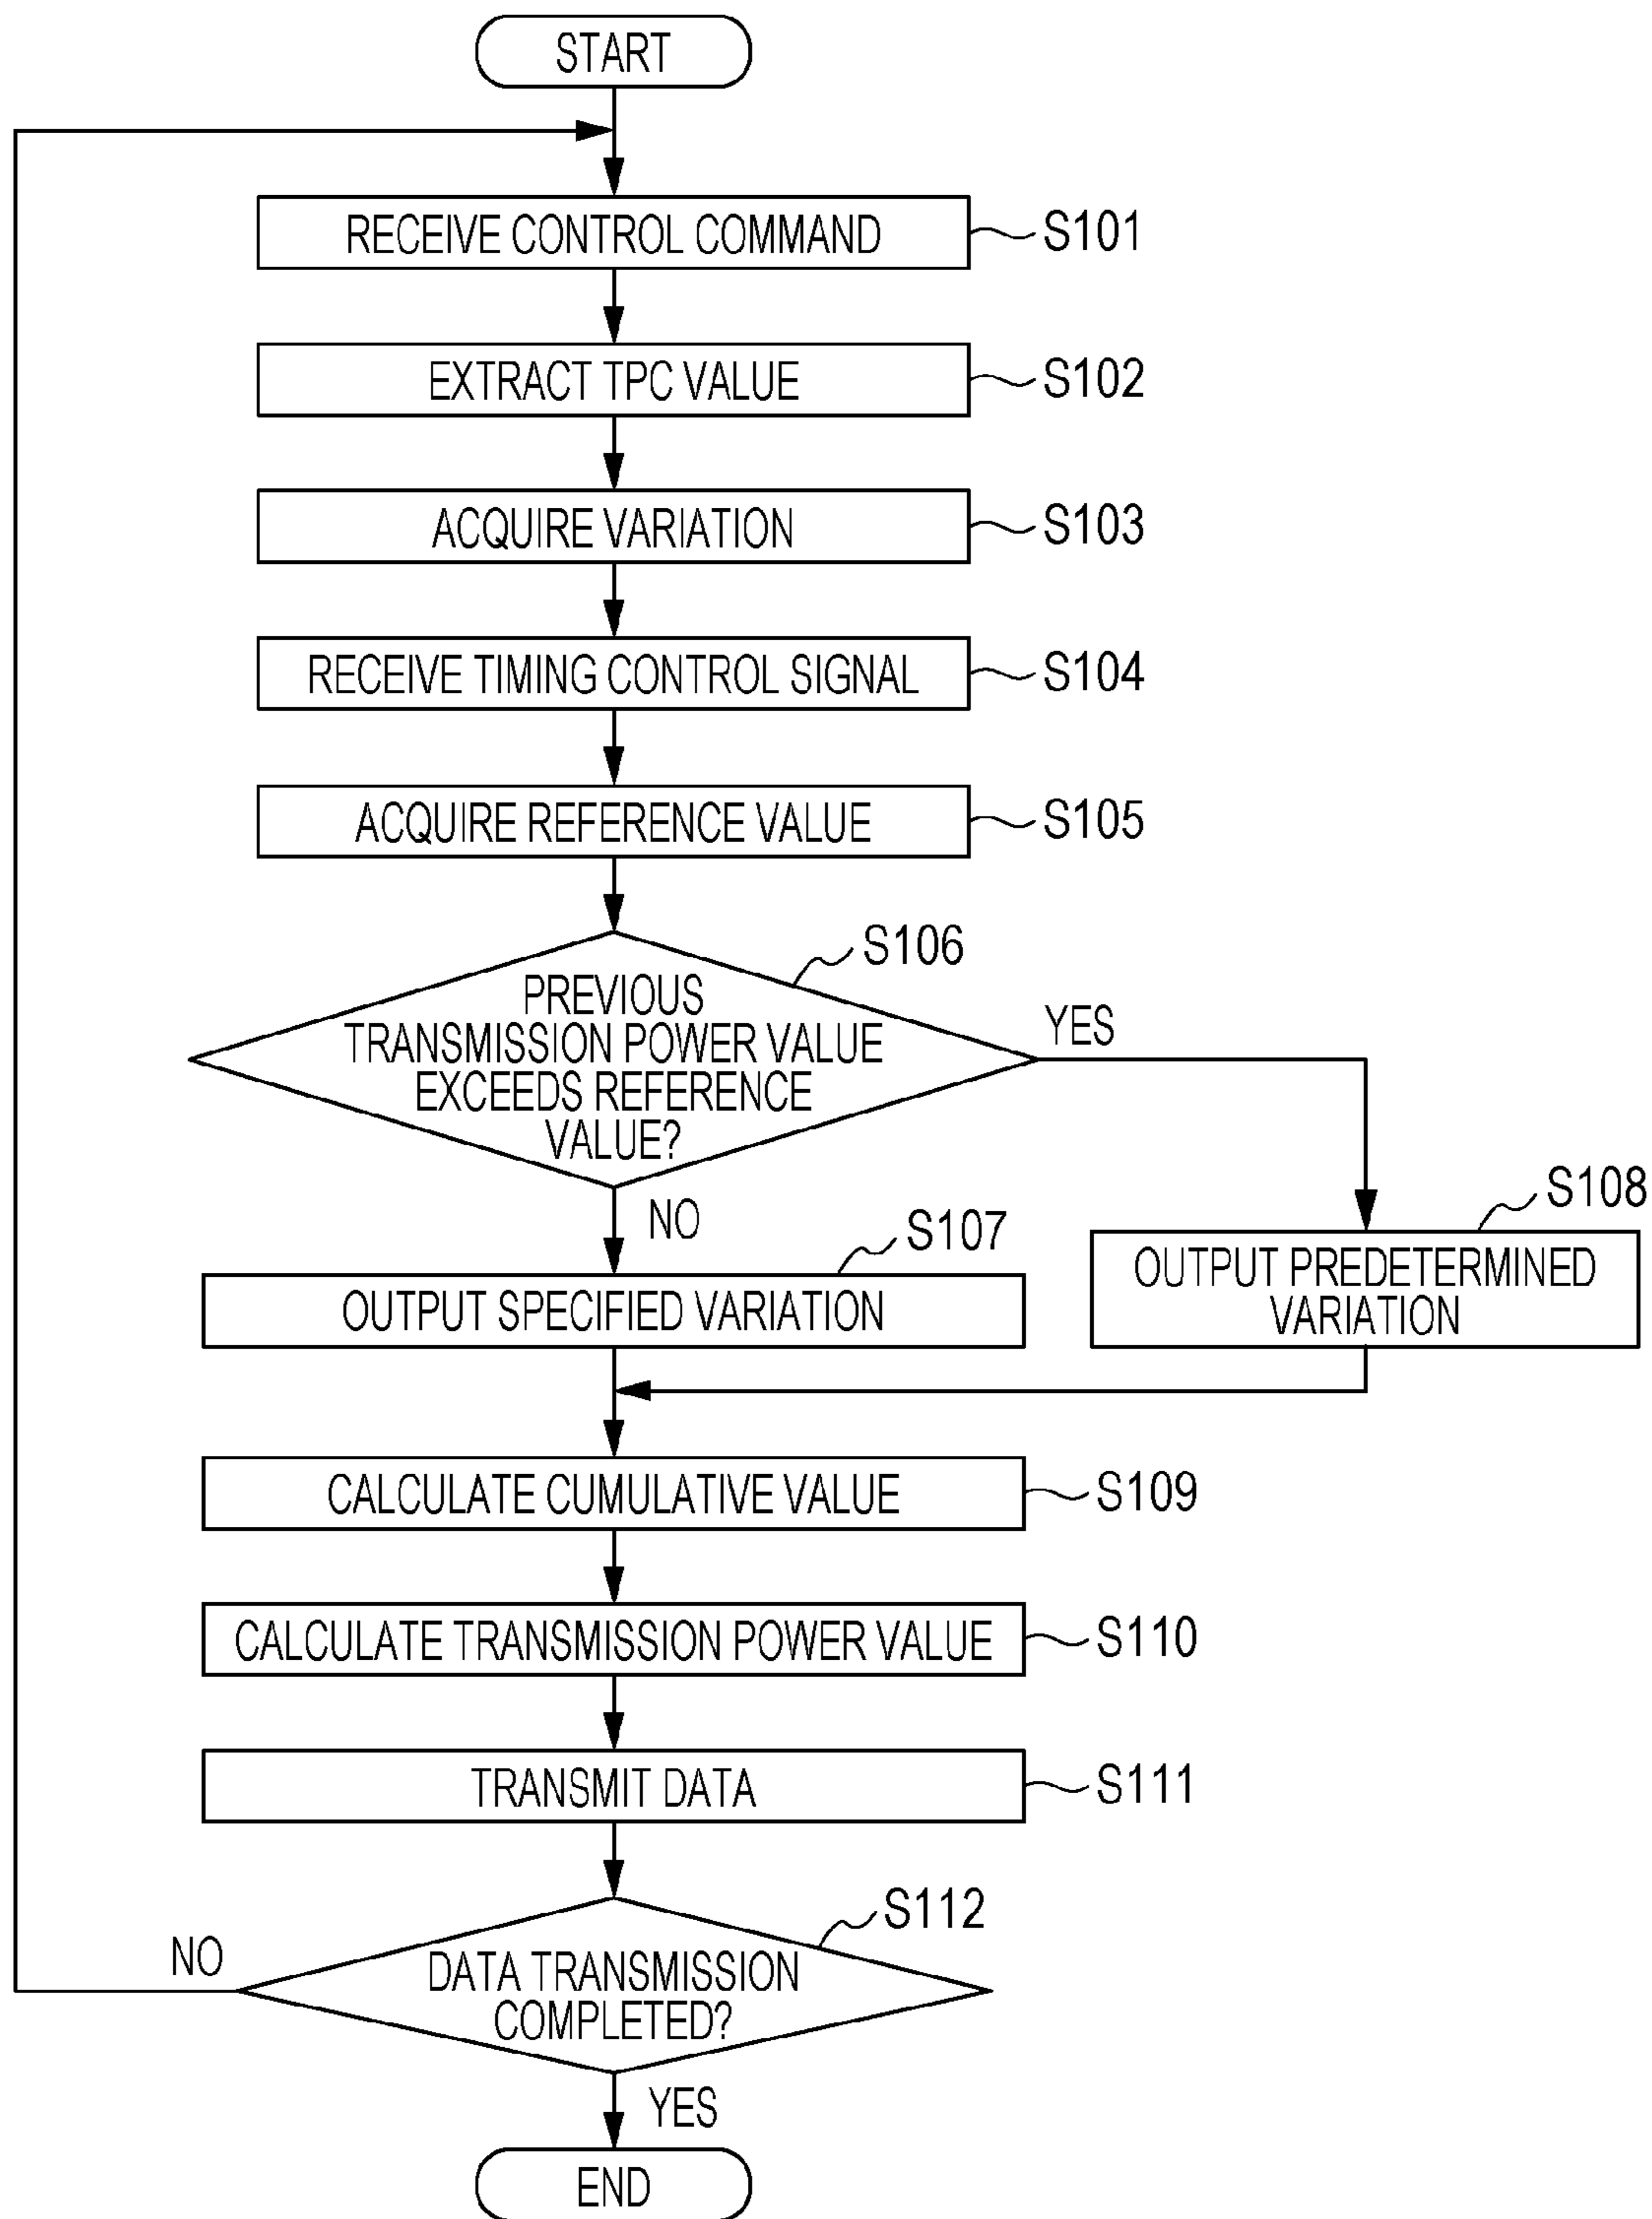 START
RECEIVE CONTROL COMMAND
S101
EXTRACT TPC VALUE
S102
ACQUIRE VARIATION
S103
RECEIVE TIMING CONTROL SIGNAL
S104
ACQUIRE REFERENCE VALUE
S105
S106
PREVIOUS
TRANSMISSION POWER VALUE
EXCEEDS REFERENCE
VALUE?
YES
NO
S107
OUTPUT SPECIFIED VARIATION
S108
OUTPUT PREDETERMINED
VARIATION
CALCULATE CUMULATIVE VALUE
S109
CALCULATE TRANSMISSION POWER VALUE
S110
TRANSMIT DATA
S111
S112
NO
DATA TRANSMISSION
COMPLETED?
YES
END